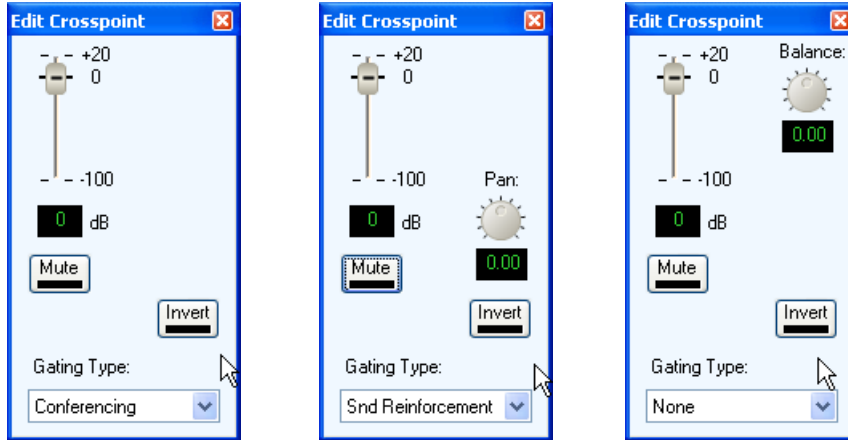 Edit Crosspoint
+20
0
-100
0 dB
Mute
Invert
Gating Type:
Conferencing
Edit Crosspoint
+20
0
-100
Pan:
0 dB
0.00
Mute
Invert
Gating Type:
Snd Reinforcement
Edit Crosspoint
+20
Balance:
0
0.00
-100
0 dB
Mute
Invert
Gating Type:
None